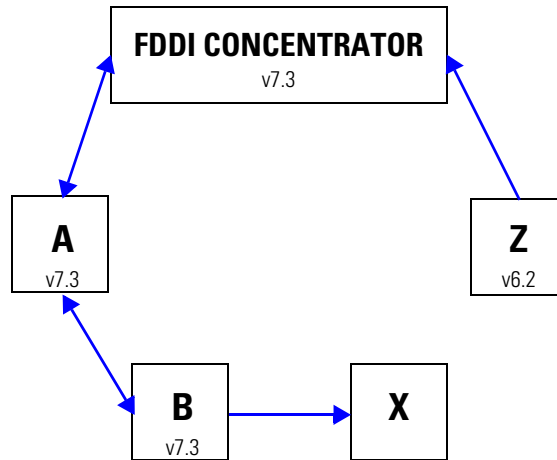 FDDI CONCENTRATOR
v7.3
A
v7.3
Z
v6.2
B
v7.3
X